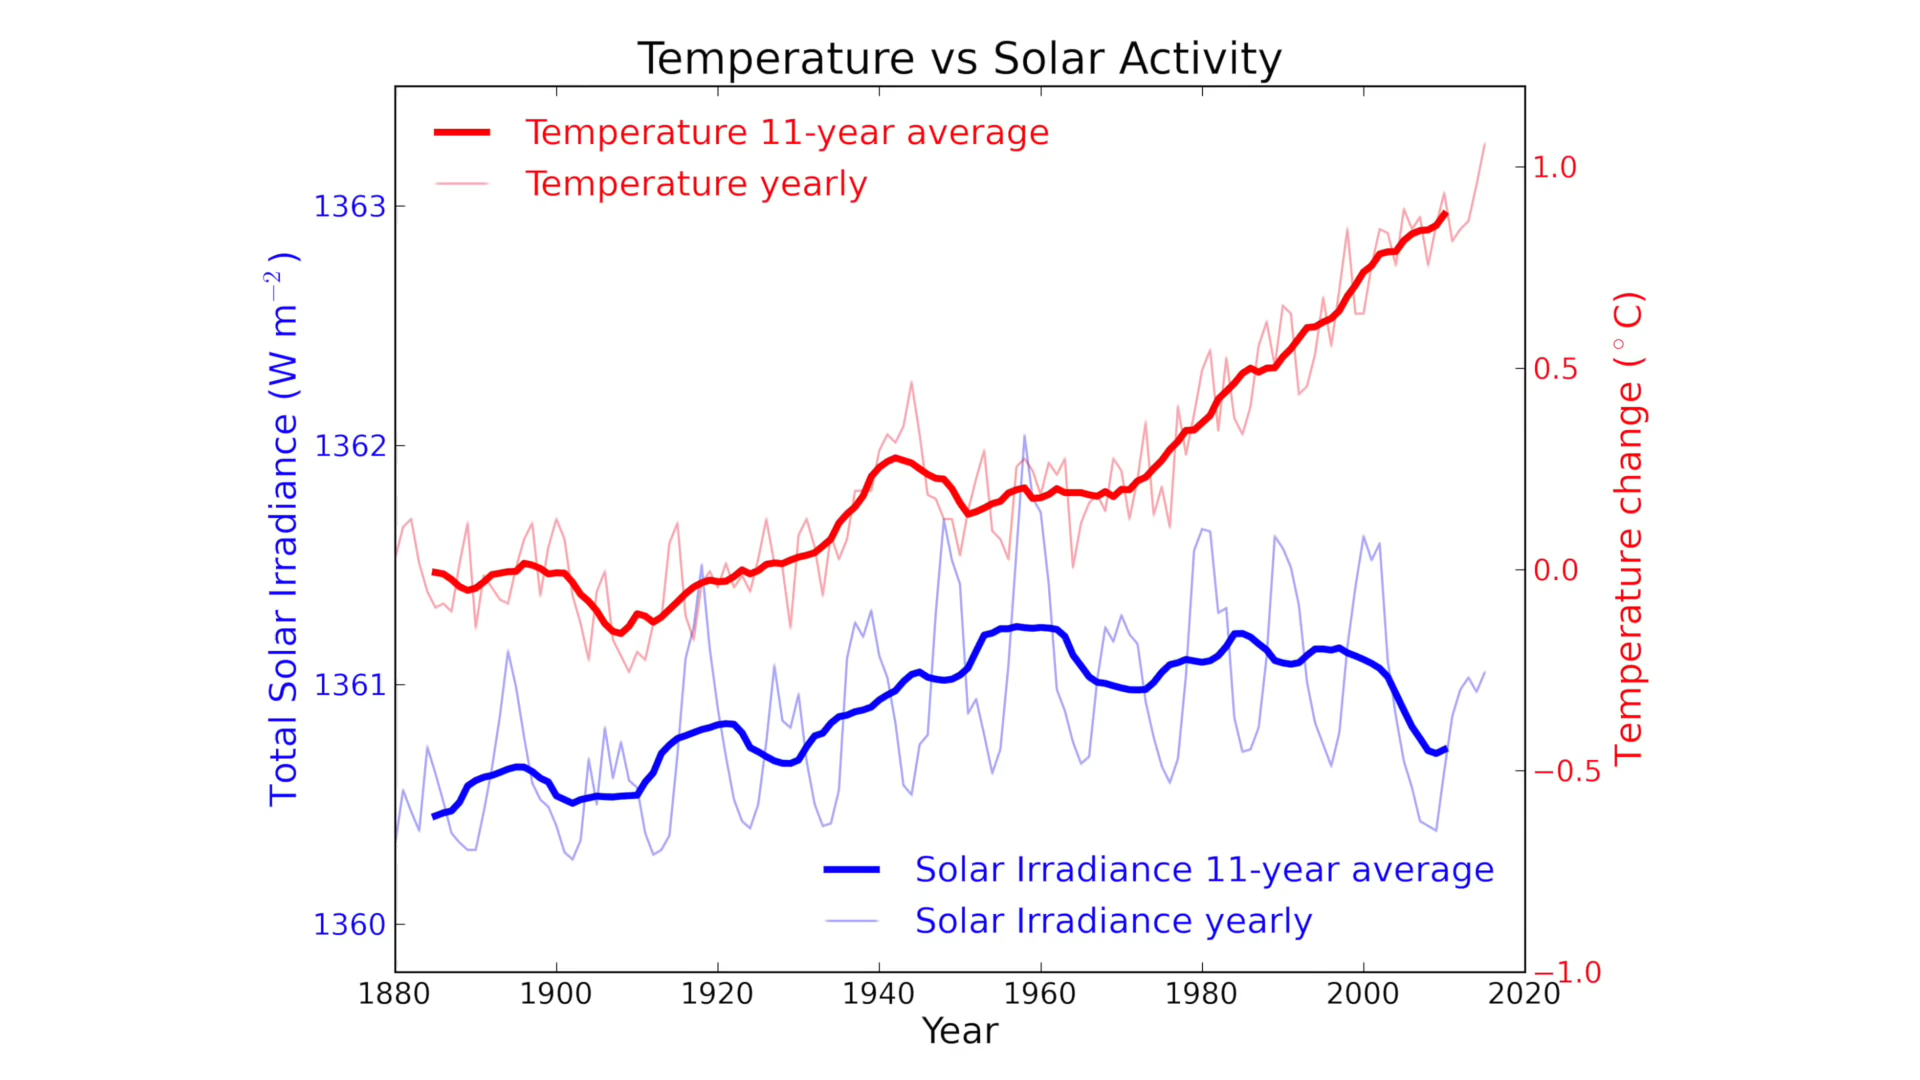 Temperature vs Solar Activity
Temperature 11-year average
Temperature yearly
Total Solar Irradiance (W m⁻²)
1363
1362
1361
1360
1.0
0.5
0.0
−0.5
−1.0
Temperature change (°C)
Solar Irradiance 11-year average
Solar Irradiance yearly
1880 1900 1920 1940 1960 1980 2000 2020
Year